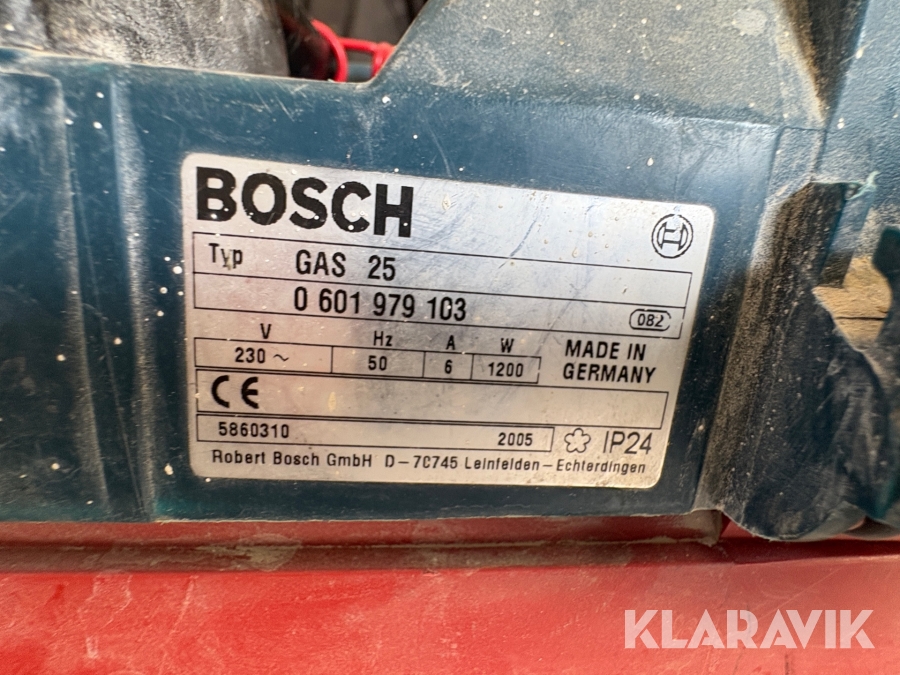 BOSCH
Typ GAS 25
0 601 979 103
082
V Hz A W
230 ~ 50 6 1200
MADE IN
GERMANY
CE
5860310 2005 IP24
Robert Bosch GmbH D-70745 Leinfelden-Echterdingen
KLARAVIK